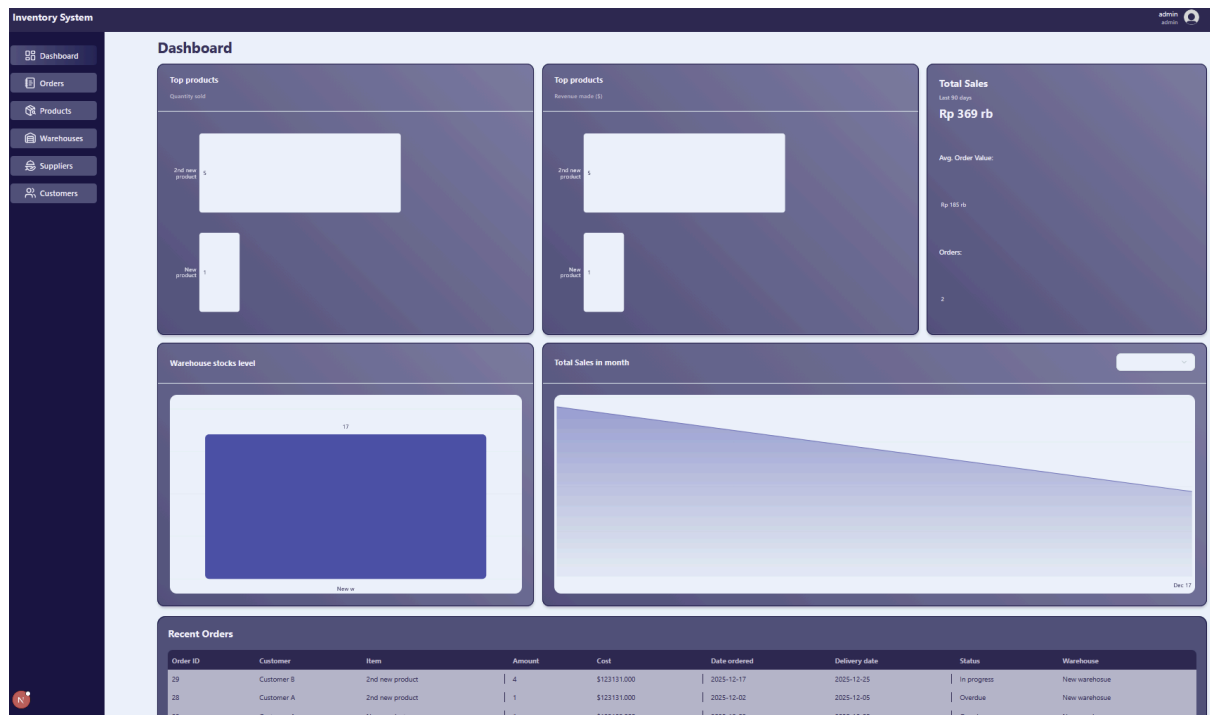 Inventory System
admin
admin
Dashboard
Orders
Products
Warehouses
Suppliers
Customers
Dashboard
Top products
Quantity sold
2nd new
product
5
New
product
1
Top products
Revenue made ($)
2nd new
product
5
New
product
1
Total Sales
Last 90 days
Rp 369 rb
Avg. Order Value:
Rp 185 rb
Orders:
2
Warehouse stocks level
17
New w
Total Sales in month
Dec 17
Recent Orders
Order ID Customer Item Amount Cost Date ordered Delivery date Status Warehouse
29 Customer B 2nd new product 4 $123131.000 2025-12-17 2025-12-25 In progress New warehosue
28 Customer A 2nd new product 1 $123131.000 2025-12-02 2025-12-05 Overdue New warehosue
N